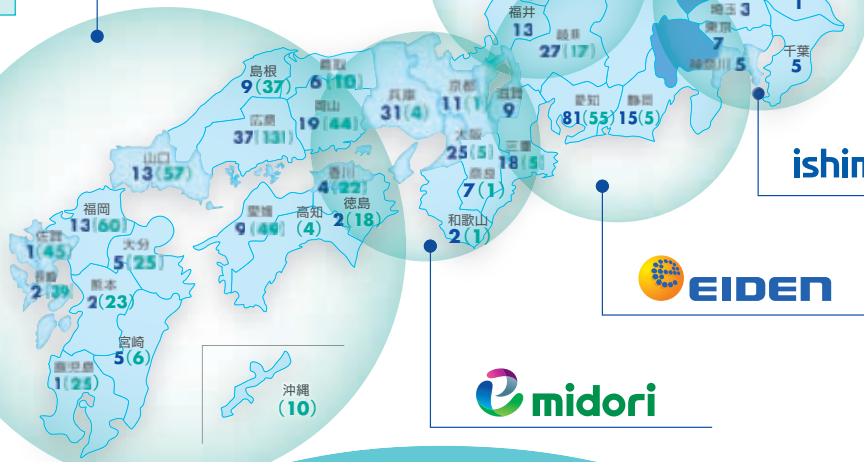 福井
13
岐阜
27(17)
埼玉 3
1
東京
7
神奈川 5
千葉
5
島根
9(37)
鳥取
6(10)
兵庫
31(4)
京都
11(1)
滋賀
9
愛知
81(55)
静岡
15(5)
広島
37(131)
岡山
19(44)
大阪
25(5)
三重
18(5)
山口
13(57)
香川
4(22)
奈良
7(1)
徳島
2(18)
福岡
13(60)
愛媛
9(49)
高知
(4)
和歌山
2(1)
佐賀
1(45)
大分
5(25)
長崎
2(39)
熊本
2(23)
宮崎
5(6)
鹿児島
1(25)
沖縄
(10)
EIDEN
midori